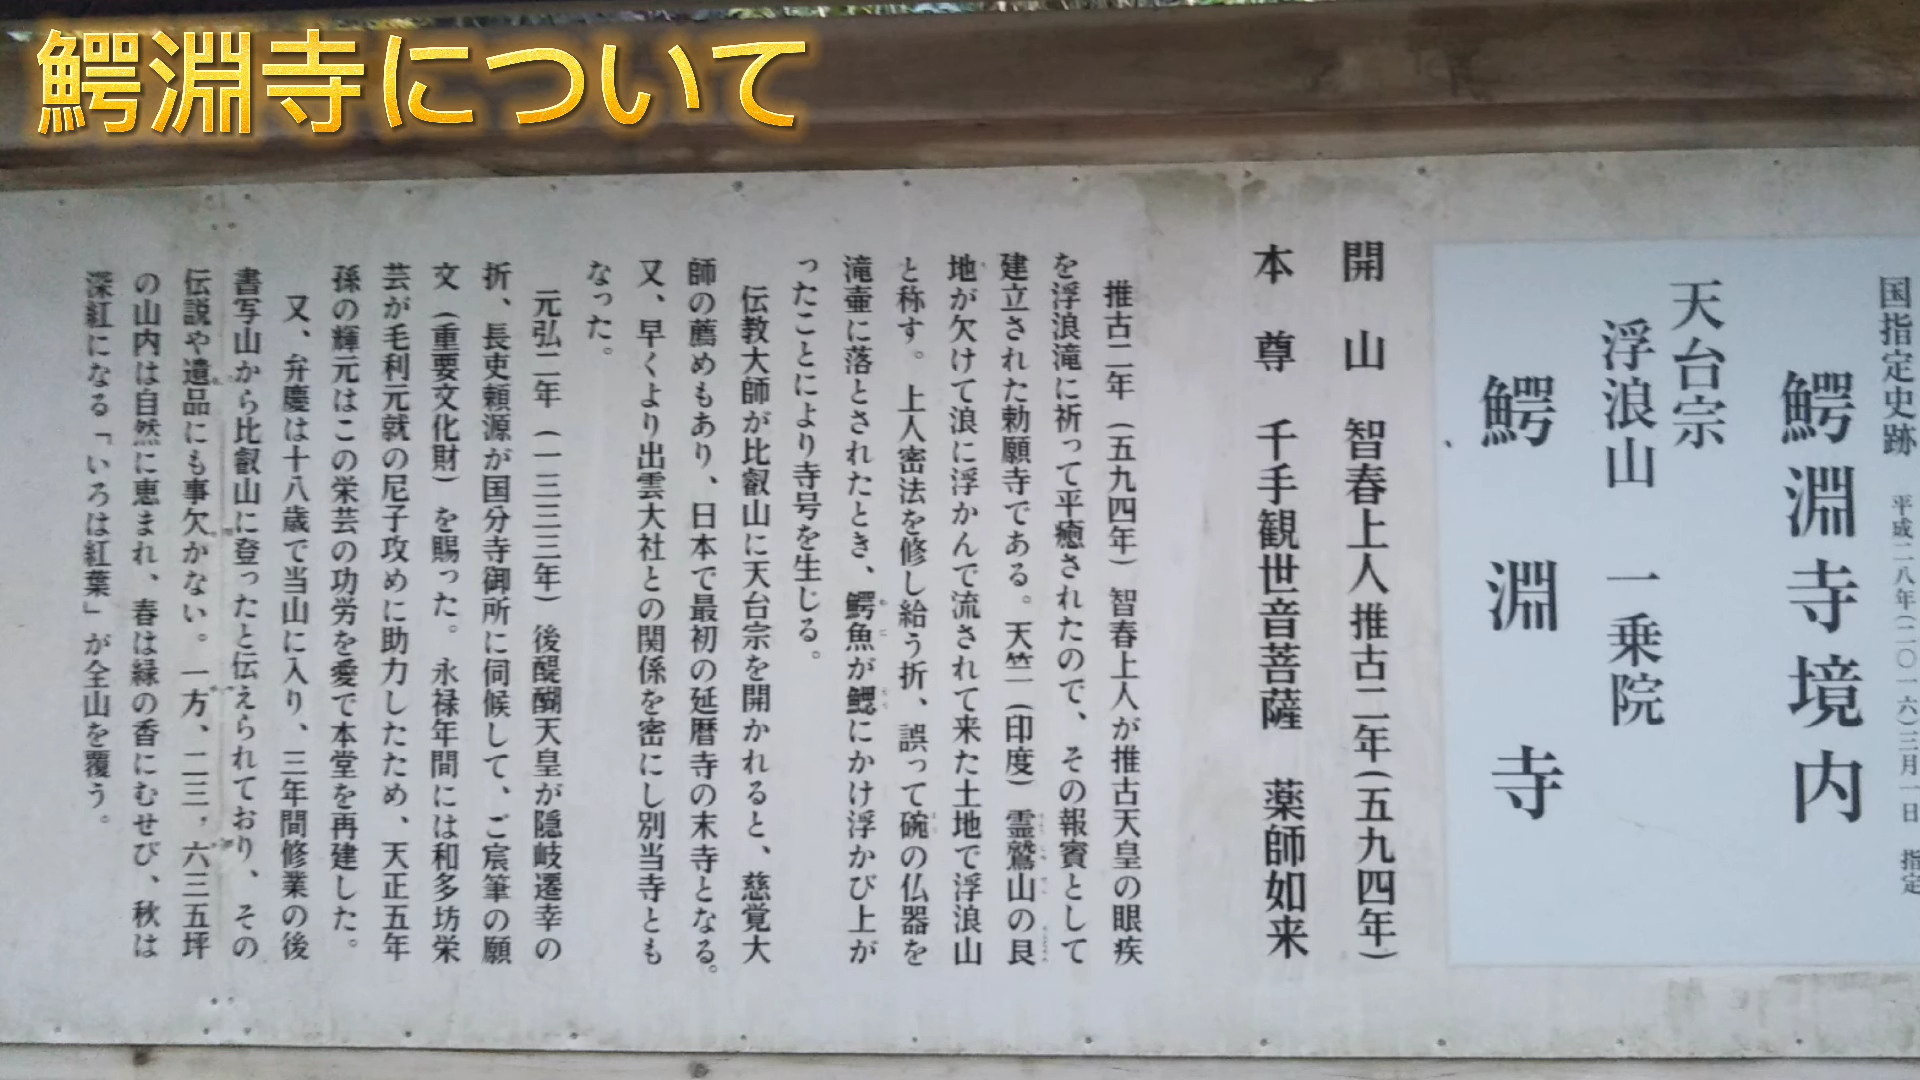 鰐淵寺について
国指定史跡 平成二八年(二〇一六)三月一日 指定
鰐淵寺境内
天台宗
浮浪山 一乗院
鰐淵寺
開山 智春上人 推古二年(五九四年)
本尊 千手観世音菩薩 薬師如来
推古二年(五九四年)智春上人が推古天皇の眼疾
を浮浪滝に祈って平癒されたので、その報賽として
建立された勅願寺である。天竺(印度)霊鷲山の艮
地が欠けて浪に浮かんで流されて来た土地で浮浪山
と称す。上人密法を修し給う折、誤って碗の仏器を
滝壷に落とされたとき、鰐魚が鰓にかけ浮かび上が
ったことにより寺号を生じる。
伝教大師が比叡山に天台宗を開かれると、慈覚大
師の薦めもあり、日本で最初の延暦寺の末寺となる。
又、早くより出雲大社との関係を密にし別当寺とも
なった。
元弘二年(一三三三年)後醍醐天皇が隠岐遷幸の
折、長吏頼源が国分寺御所に伺候して、ご宸筆の願
文(重要文化財)を賜った。永禄年間には和多坊栄
芸が毛利元就の尼子攻めに助力したため、天正五年
孫の輝元はこの栄芸の功労を愛で本堂を再建した。
又、弁慶は十八歳で当山に入り、三年間修業の後
書写山から比叡山に登ったと伝えられており、その
伝説や遺品にも事欠かない。一方、二三,六三五坪
の山内は自然に恵まれ、春は緑の香にむせび、秋は
深紅になる「いろは紅葉」が全山を覆う。